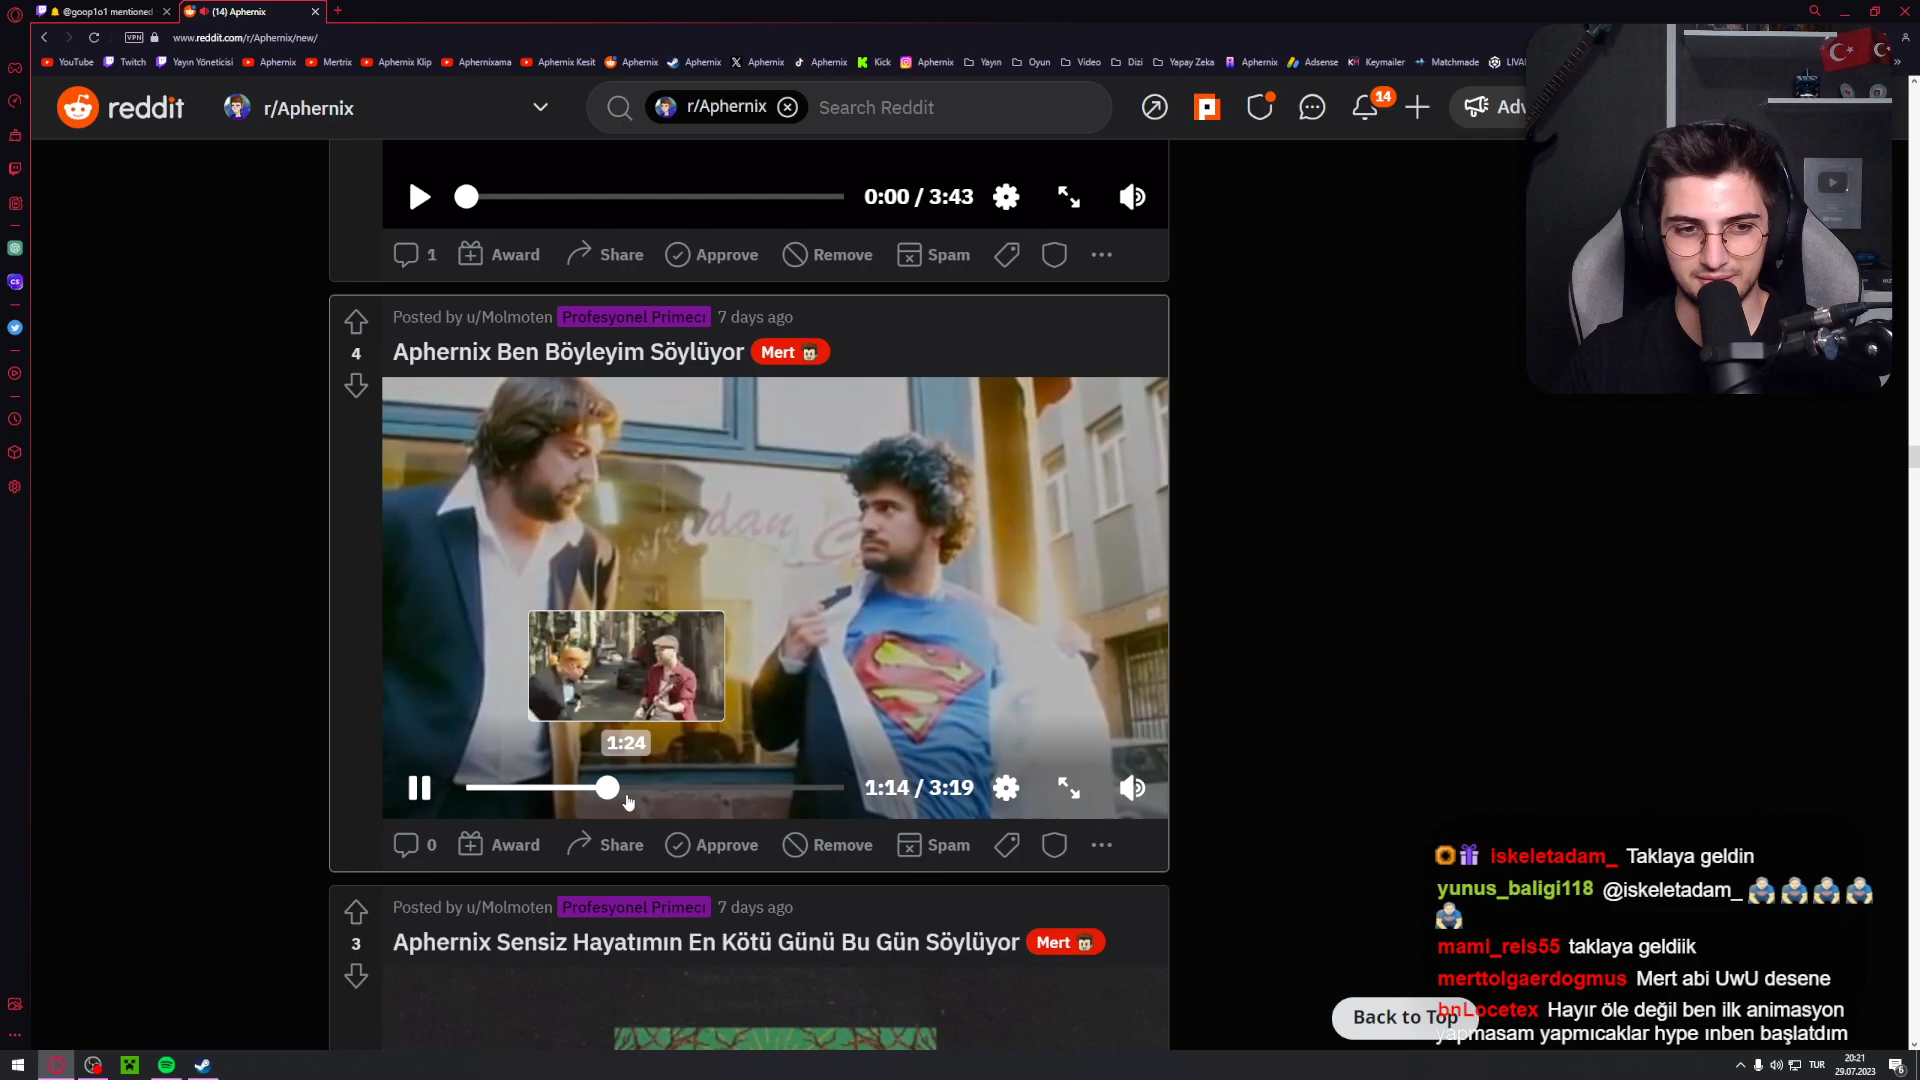 @goop1o1 mentioned
(14) Aphernix
VPN
www.reddit.com/r/Aphernix/new/
YouTube Twitch Yayın Yöneticisi Aphernix Mertrix Aphernix Klip Aphernixama Aphernix Kesit Aphernix Aphernix Aphernix Aphernix Kick Aphernix Yayın Oyun Video Dizi Yapay Zeka Aphernix Adsense Keymailer Matchmade
reddit r/Aphernix r/Aphernix Search Reddit 14
0:00 / 3:43
1 Award Share Approve Remove Spam
Posted by u/Molmoten Profesyonel Primecı 7 days ago
4 Aphernix Ben Böyleyim Söylüyor Mert
1:24
1:14 / 3:19
0 Award Share Approve Remove Spam
Posted by u/Molmoten Profesyonel Primecı 7 days ago
3 Aphernix Sensiz Hayatımın En Kötü Günü Bu Gün Söylüyor Mert
iskeletadam_ Taklaya geldin
yunus_baligi118 @iskeletadam_
mami_reis55 taklaya geldiik
merttolgaerdogmus Mert abi UwU desene
bnLocetex Hayır öle değil ben ilk animasyon
yapmasam yapmıcaklar hype ınben başlatdım
Back to Top
TUR
20:21
29.07.2023
6